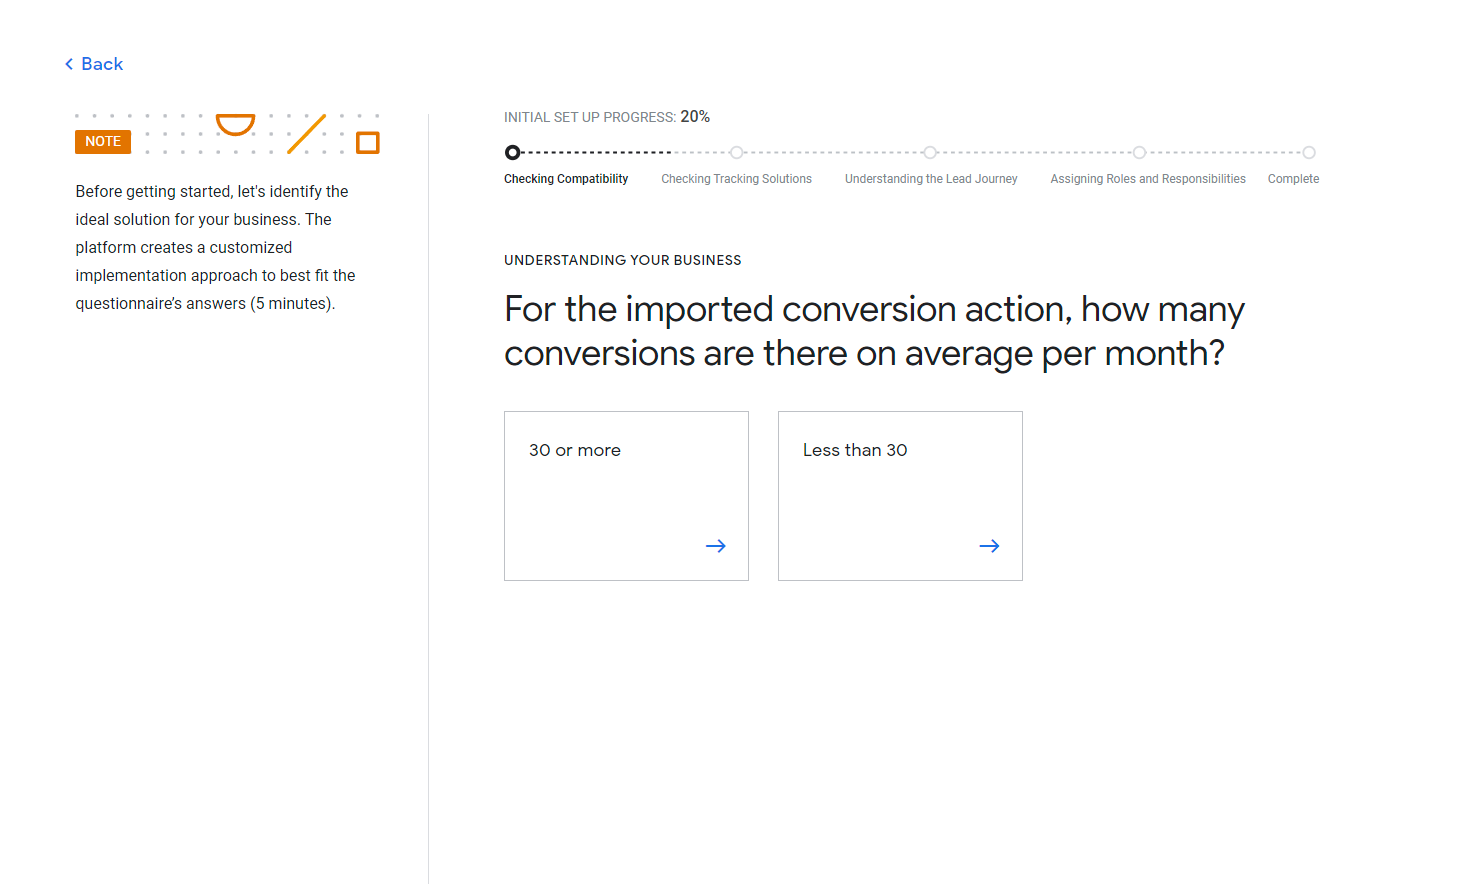 Back
NOTE
Before getting started, let's identify the
ideal solution for your business. The
platform creates a customized
implementation approach to best fit the
questionnaire’s answers (5 minutes).
INITIAL SET UP PROGRESS: 20%
Checking Compatibility
Checking Tracking Solutions
Understanding the Lead Journey
Assigning Roles and Responsibilities
Complete
UNDERSTANDING YOUR BUSINESS
For the imported conversion action, how many
conversions are there on average per month?
30 or more
Less than 30